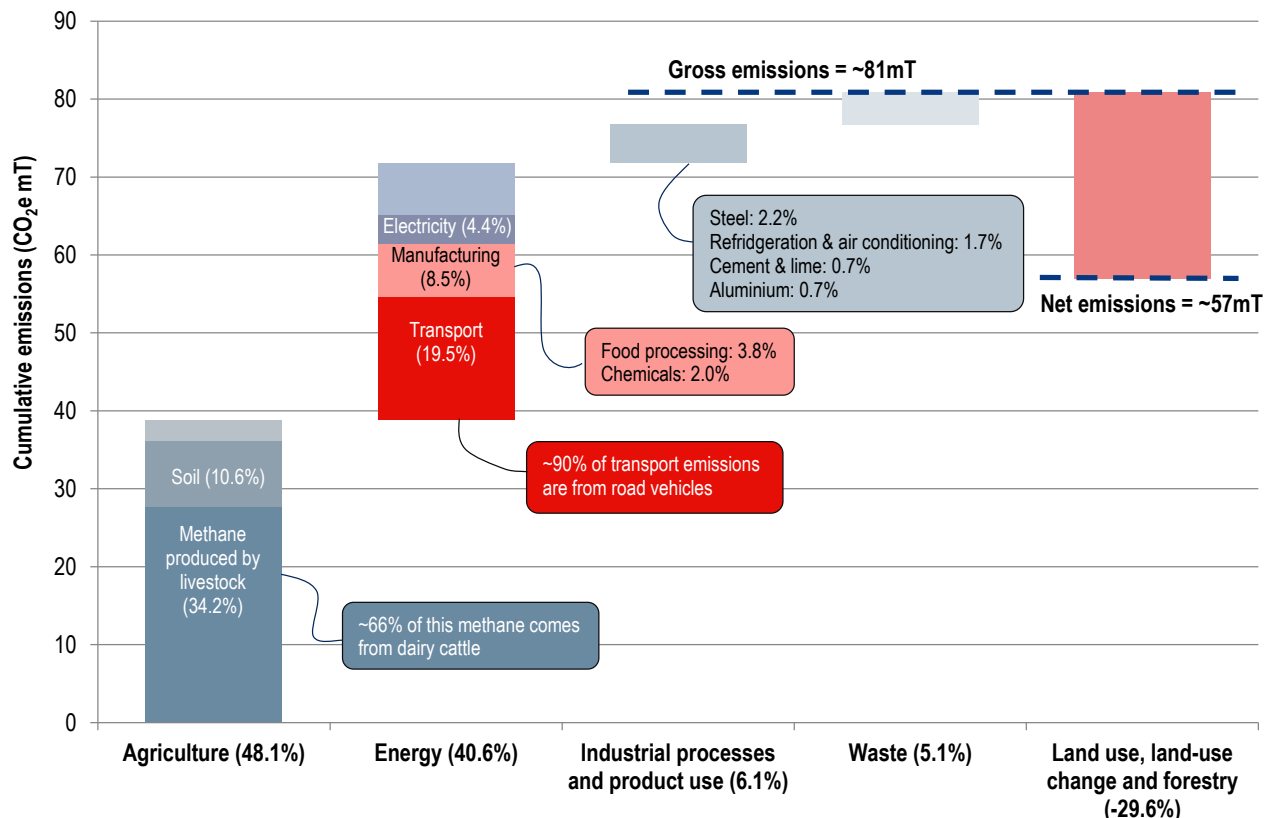 Cumulative emissions (CO₂e mT)
90
80
70
60
50
40
30
20
10
0
Gross emissions = ~81mT
Net emissions = ~57mT
Electricity (4.4%)
Manufacturing
(8.5%)
Transport
(19.5%)
Soil (10.6%)
Methane
produced by
livestock
(34.2%)
Steel: 2.2%
Refridgeration & air conditioning: 1.7%
Cement & lime: 0.7%
Aluminium: 0.7%
Food processing: 3.8%
Chemicals: 2.0%
~90% of transport emissions
are from road vehicles
~66% of this methane comes
from dairy cattle
Agriculture (48.1%)
Energy (40.6%)
Industrial processes
and product use (6.1%)
Waste (5.1%)
Land use, land-use
change and forestry
(-29.6%)